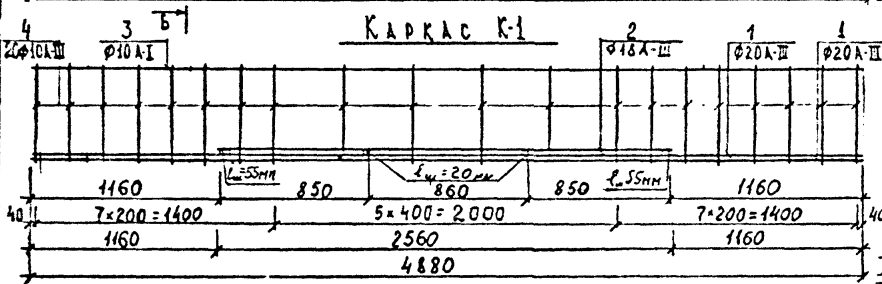 Б
КАРКАС К-1
4
2Ф10А-III
3
Ф10А-I
2
Ф18А-III
1
Ф20А-III
1
Ф20А-III
ℓш=55мм
ℓш=20мм
ℓш 55мм
1160 850 860 850 1160
40 7×200=1400 5×400=2000 7×200=1400 40
1160 2560 1160
4880